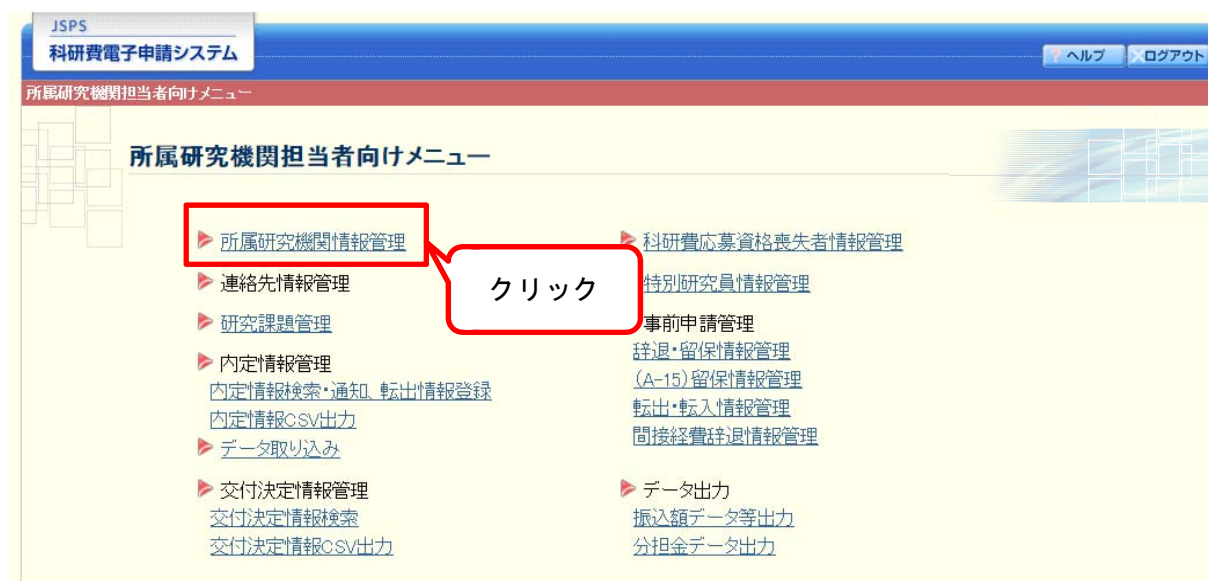 JSPS
科研費電子申請システム
? ヘルプ
×ログアウト
所属研究機関担当者向けメニュー
所属研究機関担当者向けメニュー
所属研究機関情報管理
連絡先情報管理
研究課題管理
内定情報管理
内定情報検索・通知、転出情報登録
内定情報CSV出力
データ取り込み
交付決定情報管理
交付決定情報検索
交付決定情報CSV出力
クリック
科研費応募資格喪失者情報管理
特別研究員情報管理
事前申請管理
辞退・留保情報管理
(A-15)留保情報管理
転出・転入情報管理
間接経費辞退情報管理
データ出力
振込額データ等出力
分担金データ出力